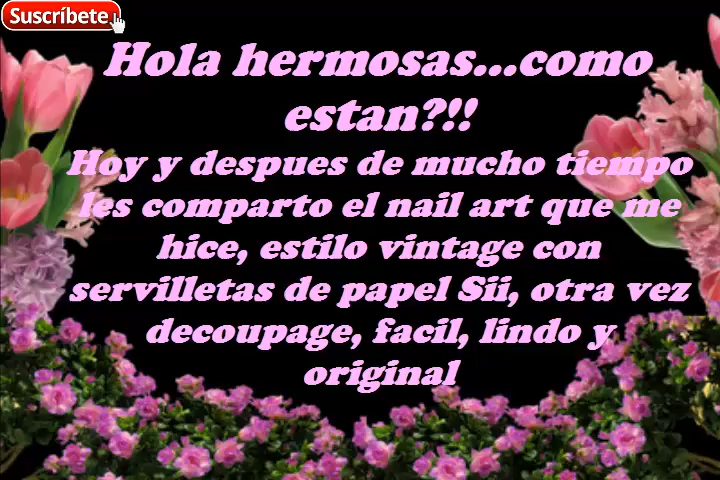 Suscríbete
Hola hermosas...como
estan?!!
Hoy y despues de mucho tiempo
les comparto el nail art que me
hice, estilo vintage con
servilletas de papel Sii, otra vez
decoupage, facil, lindo y
original